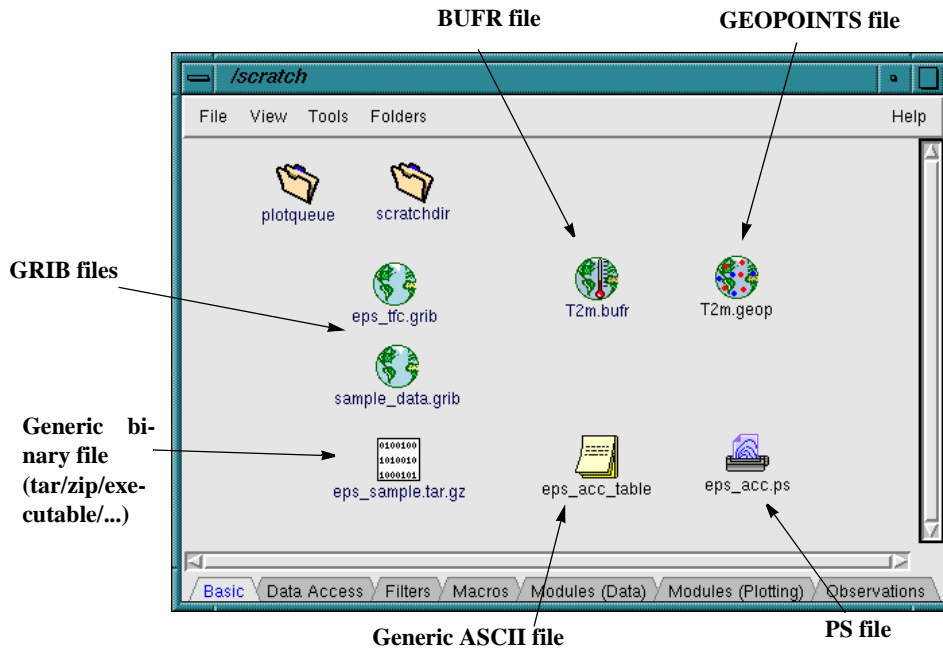 BUFR file
GEOPOINTS file
/scratch
File View Tools Folders Help
plotqueue
scratchdir
GRIB files
eps_tfc.grib
T2m.bufr
T2m.geop
sample_data.grib
Generic bi-
nary file
(tar/zip/exe-
cutable/...)
0100100
1010010
1000101
eps_sample.tar.gz
eps_acc_table
eps_acc.ps
Basic Data Access Filters Macros Modules (Data) Modules (Plotting) Observations
Generic ASCII file
PS file